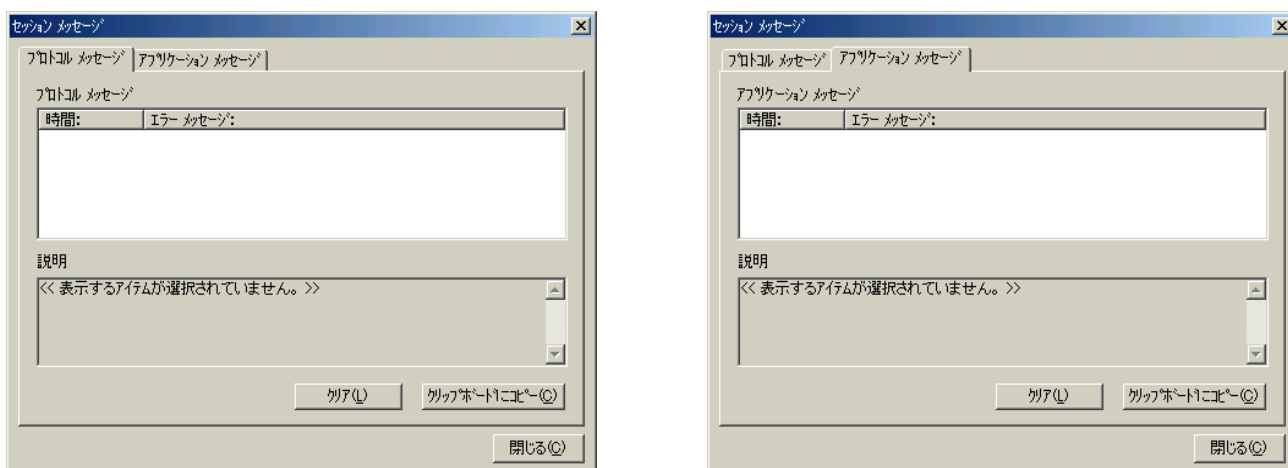 セッション メッセージ
プロトコル メッセージ
アプリケーション メッセージ
プロトコル メッセージ
時間:
エラー メッセージ:
説明
<< 表示するアイテムが選択されていません。 >>
クリア(L)
クリップボードにコピー(C)
閉じる(C)
セッション メッセージ
プロトコル メッセージ
アプリケーション メッセージ
アプリケーション メッセージ
時間:
エラー メッセージ:
説明
<< 表示するアイテムが選択されていません。 >>
クリア(L)
クリップボードにコピー(C)
閉じる(C)